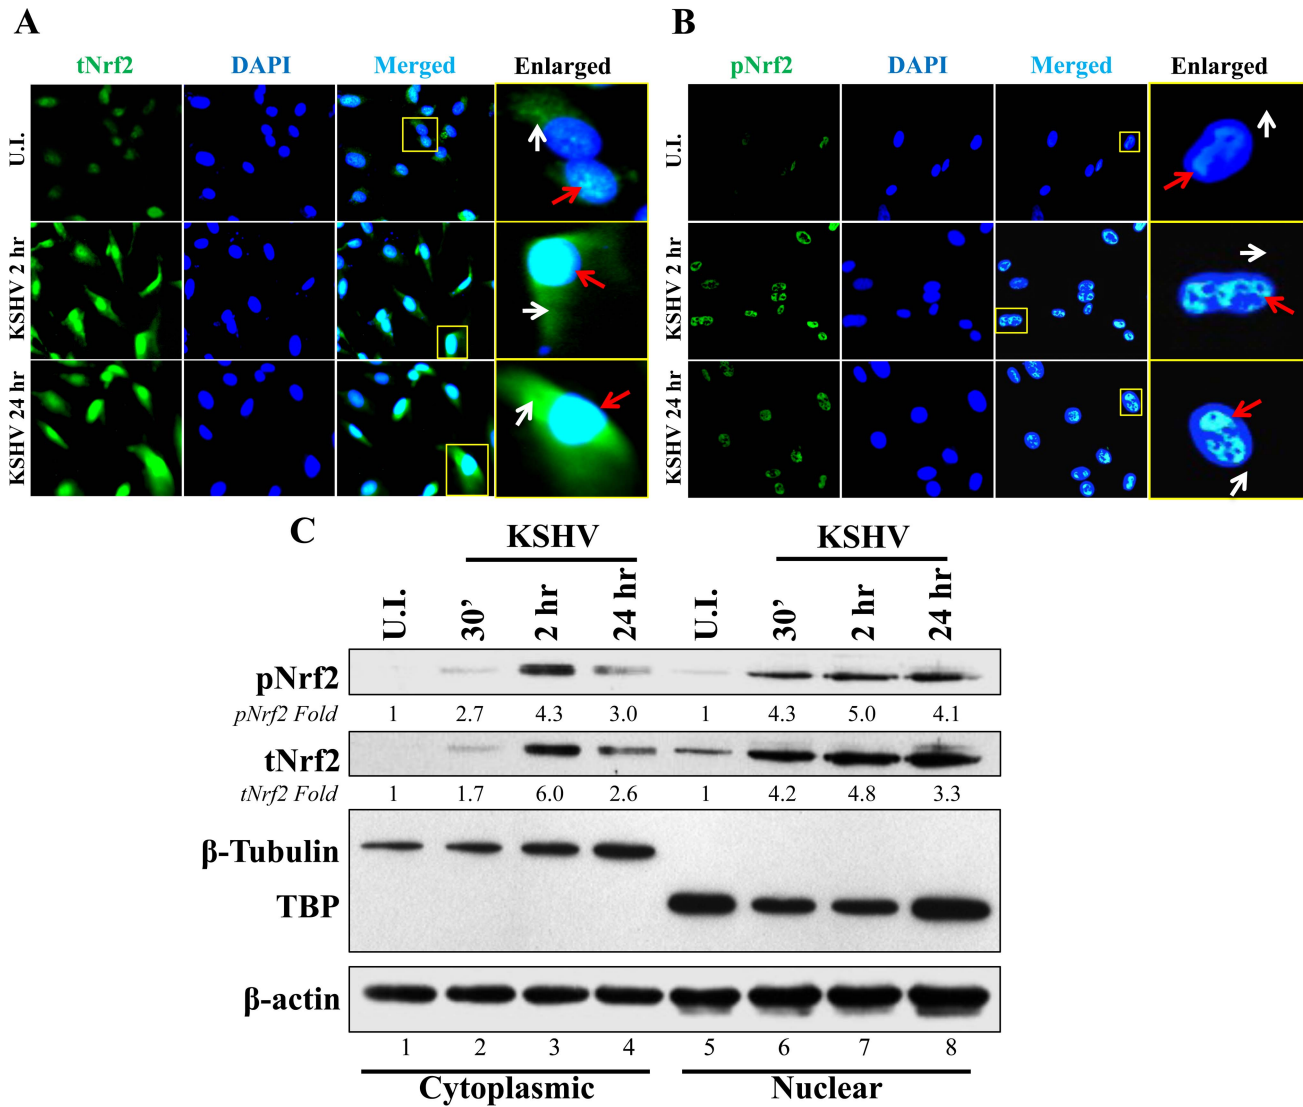 A
B
tNrf2 DAPI Merged Enlarged
pNrf2 DAPI Merged Enlarged
U.I.
KSHV 2 hr
KSHV 24 hr
U.I.
KSHV 2 hr
KSHV 24 hr
C
KSHV KSHV
U.I. 30’ 2 hr 24 hr U.I. 30’ 2 hr 24 hr
pNrf2
pNrf2 Fold 1 2.7 4.3 3.0 1 4.3 5.0 4.1
tNrf2
tNrf2 Fold 1 1.7 6.0 2.6 1 4.2 4.8 3.3
β-Tubulin
TBP
β-actin
1 2 3 4 5 6 7 8
Cytoplasmic Nuclear